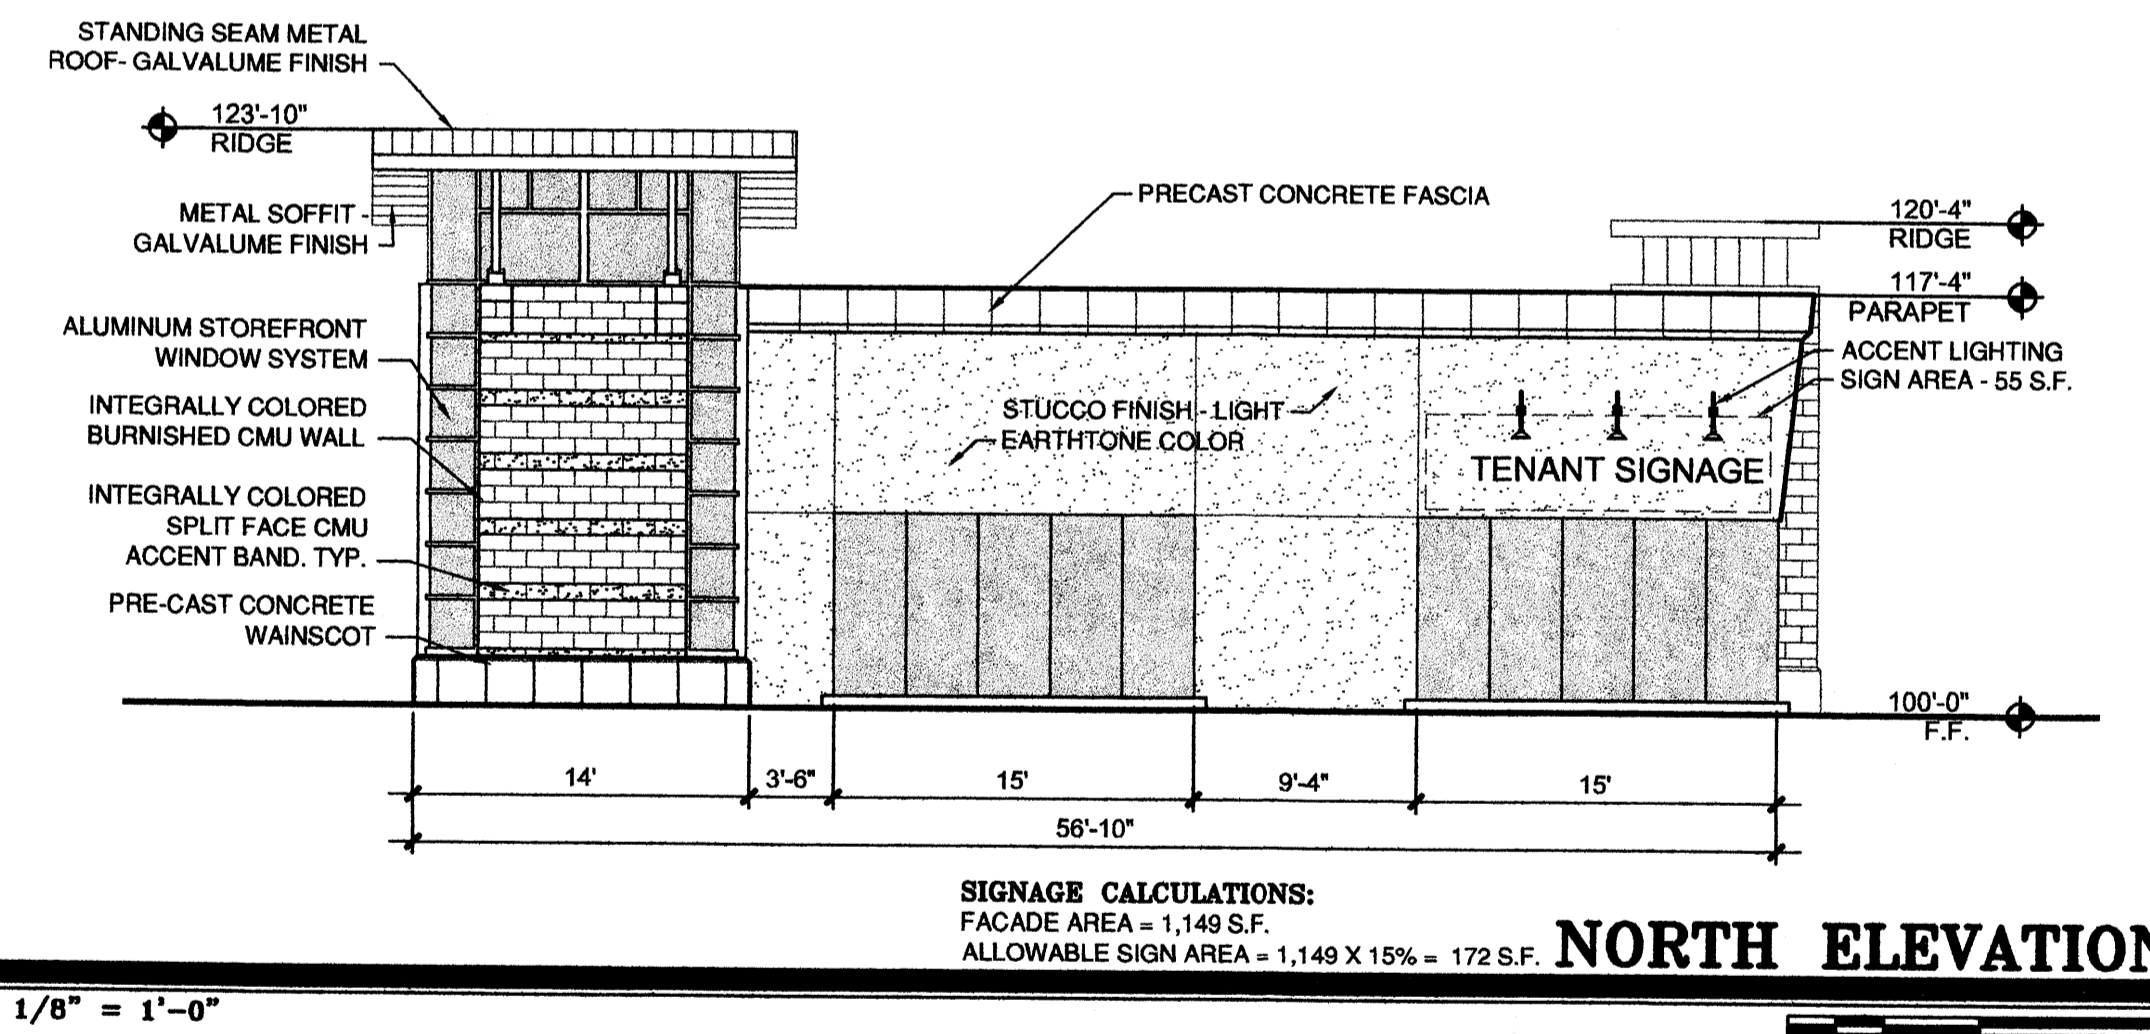 STANDING SEAM METAL
ROOF- GALVALUME FINISH
123'-10"
RIDGE
METAL SOFFIT -
GALVALUME FINISH
PRECAST CONCRETE FASCIA
120'-4"
RIDGE
117'-4"
PARAPET
ALUMINUM STOREFRONT
WINDOW SYSTEM
ACCENT LIGHTING
SIGN AREA - 55 S.F.
INTEGRALLY COLORED
BURNISHED CMU WALL
STUCCO FINISH - LIGHT
EARTHTONE COLOR
TENANT SIGNAGE
INTEGRALLY COLORED
SPLIT FACE CMU
ACCENT BAND. TYP.
PRE-CAST CONCRETE
WAINSCOT
100'-0"
F.F.
14' 3'-6" 15' 9'-4" 15'
56'-10"
SIGNAGE CALCULATIONS:
FACADE AREA = 1,149 S.F.
ALLOWABLE SIGN AREA = 1,149 X 15% = 172 S.F.
NORTH ELEVATION
1/8" = 1'-0"